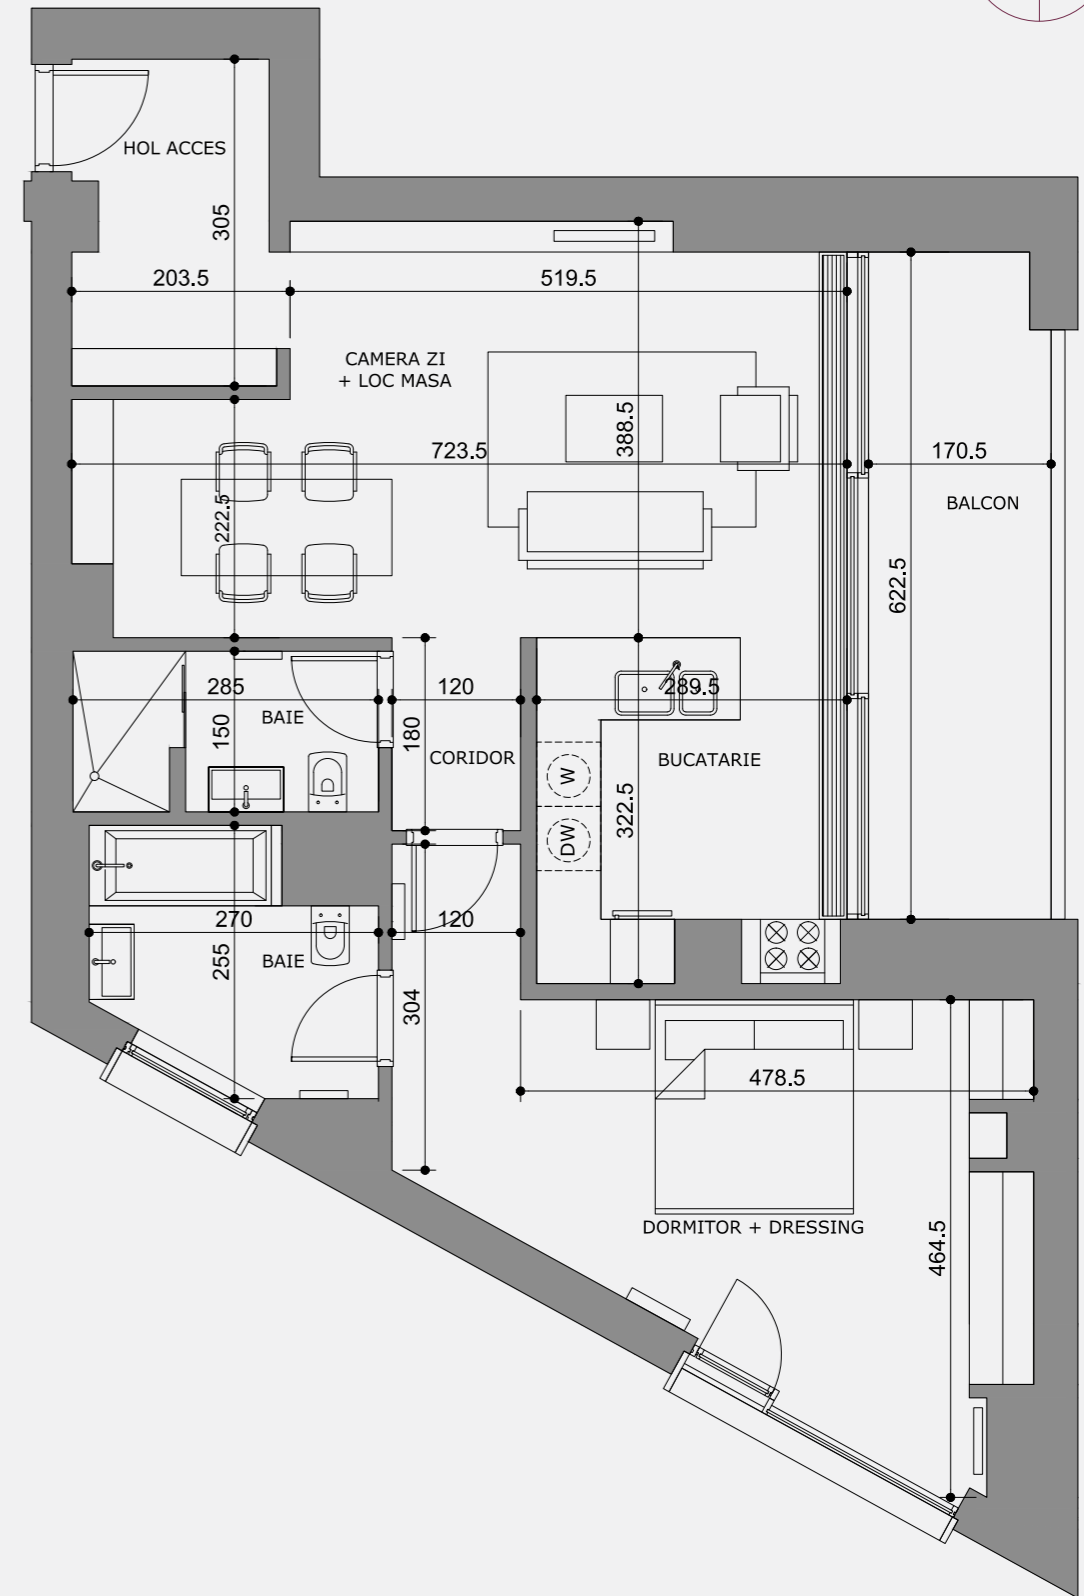 HOL ACCES
305
203.5
519.5
CAMERA ZI
+ LOC MASA
388.5
723.5
170.5
BALCON
222.5
622.5
285
120
289.5
BAIE
150
180
CORIDOR
W
BUCATARIE
322.5
DW
270
120
BAIE
255
304
478.5
DORMITOR + DRESSING
464.5